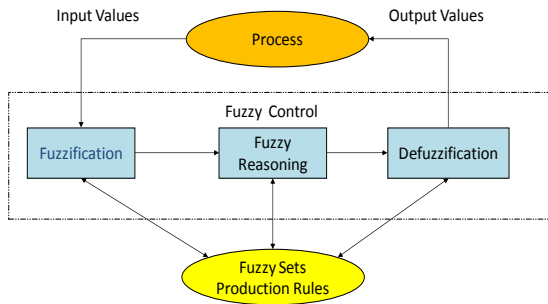 Input Values
Output Values
Process
Fuzzy Control
Fuzzification
Fuzzy
Reasoning
Defuzzification
Fuzzy Sets
Production Rules